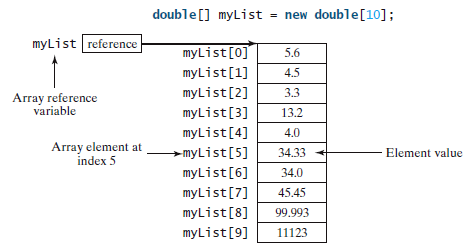 double[] myList = new double[10];
myList reference
myList[0] 5.6
myList[1] 4.5
myList[2] 3.3
Array reference
variable
myList[3] 13.2
myList[4] 4.0
Array element at
index 5
myList[5] 34.33
Element value
myList[6] 34.0
myList[7] 45.45
myList[8] 99.993
myList[9] 11123